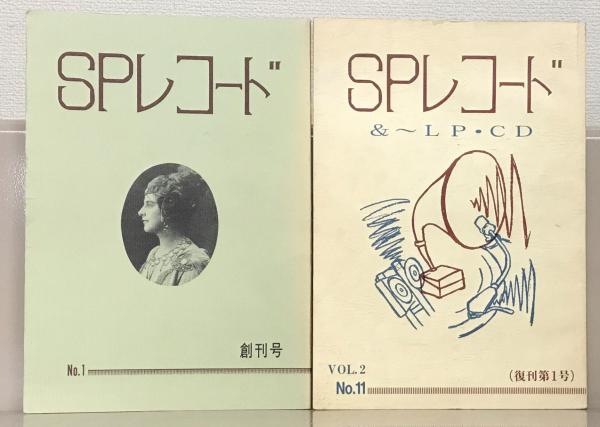 SPレコード
創刊号
No.1
SPレコード
&～LP・CD
VOL.2
No.11
(復刊第1号)